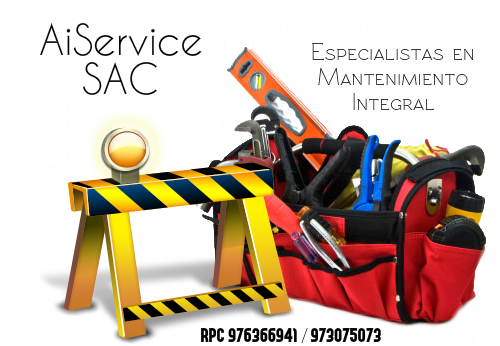 AiService
SAC
Especialistas en
Mantenimiento
Integral
RPC 976366941 / 973075073